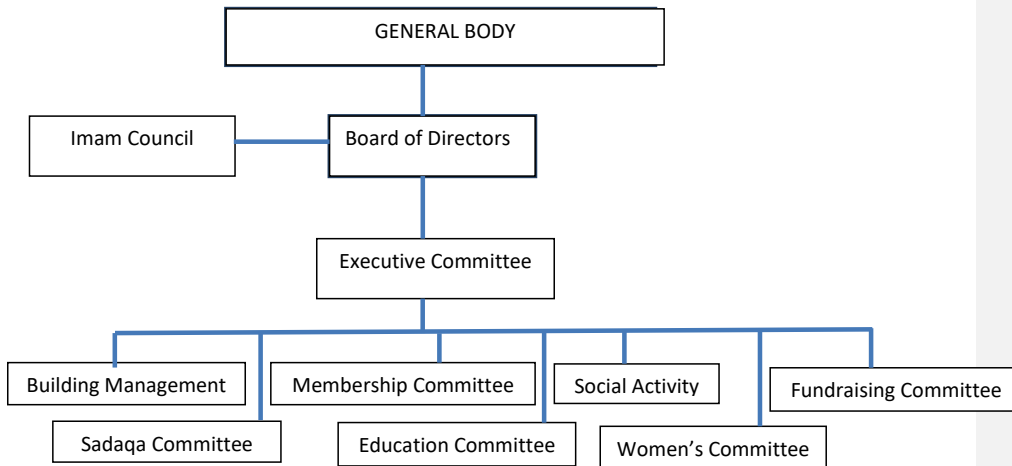 GENERAL BODY
Imam Council
Board of Directors
Executive Committee
Building Management
Membership Committee
Social Activity
Fundraising Committee
Sadaqa Committee
Education Committee
Women’s Committee